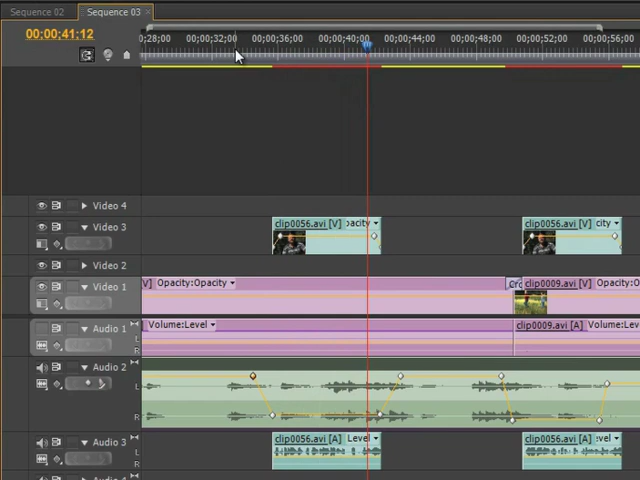 Sequence 02 Sequence 03 ×
00;00;41;12
0;28;00 00;00;32;00 00;00;36;00 00;00;40;00 00;00;44;00 00;00;48;00 00;00;52;00 00;00;56;00
Video 4
Video 3 clip0056.avi [V] pacity clip0056.avi [V] city
Video 2
Video 1 V] Opacity:Opacity Cro clip0009.avi [V] Opacity:O
Audio 1 Volume:Level clip0009.avi [A] Volume:Lev
L
R
Audio 2
L
R
Audio 3 clip0056.avi [A] Level clip0056.avi [A] evel
L
R